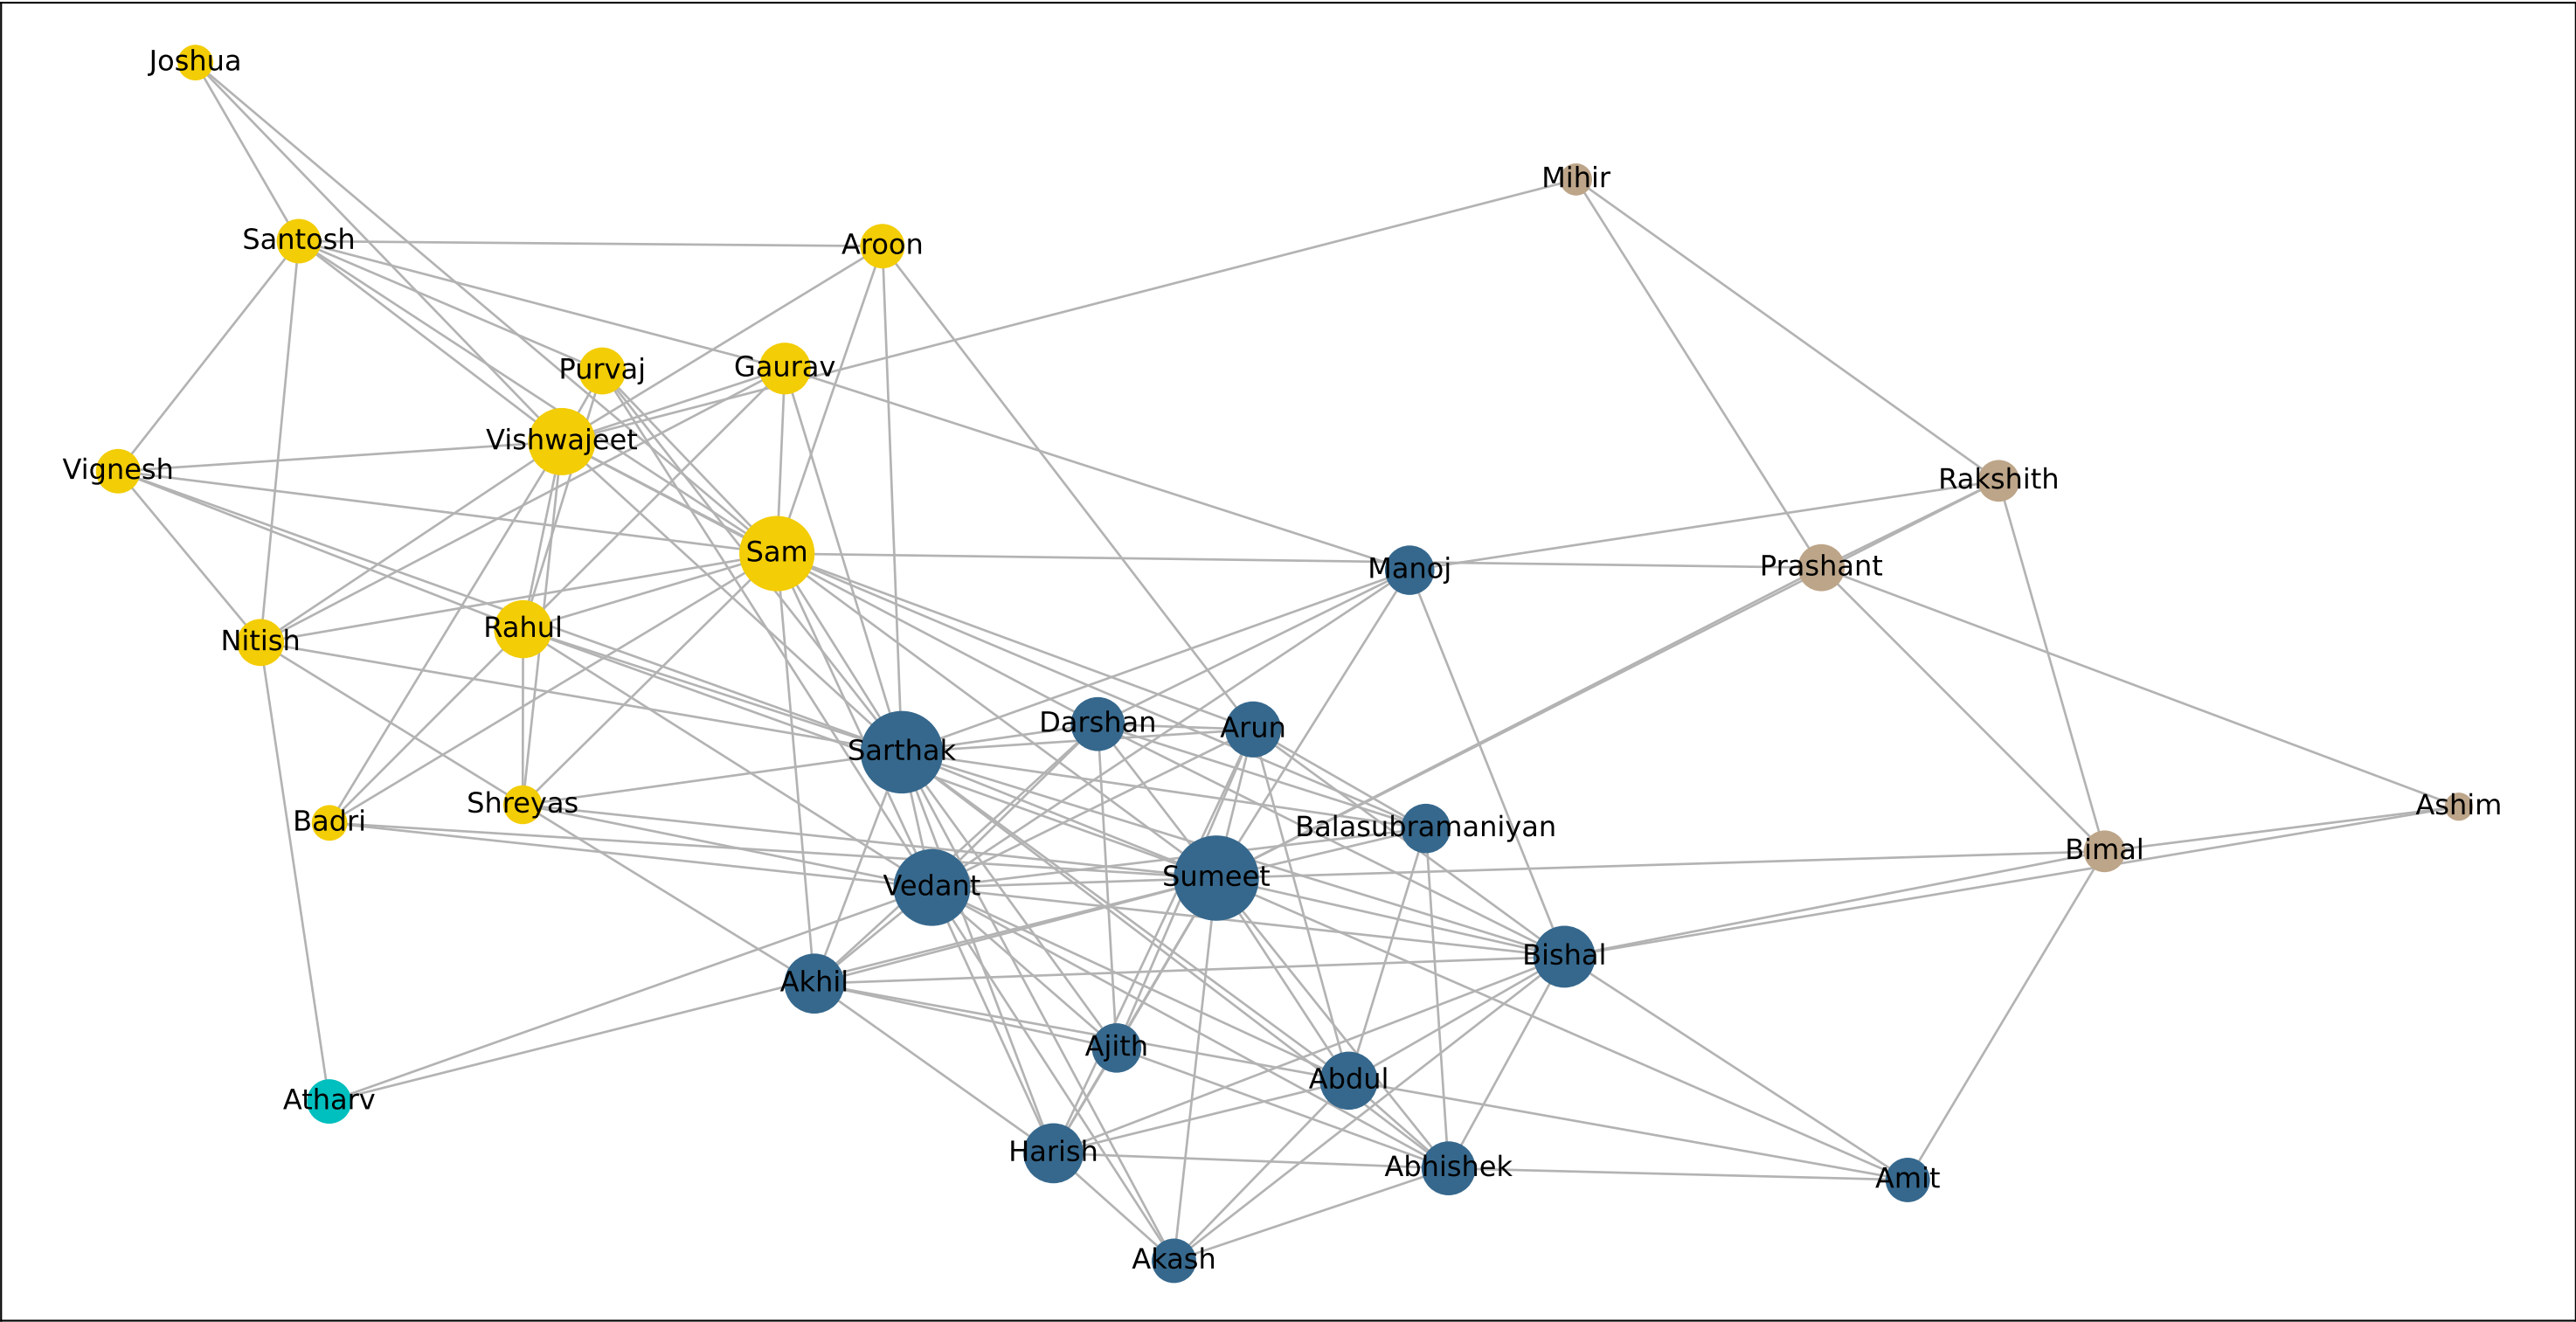 Joshua
Mihir
Santosh
Aroon
Purvaj
Gaurav
Vishwajeet
Vignesh
Rakshith
Sam
Manoj
Prashant
Rahul
Nitish
Darshan
Arun
Sarthak
Shreyas
Badri
Balasubramaniyan
Ashim
Bimal
Vedant
Sumeet
Bishal
Akhil
Ajith
Abdul
Atharv
Harish
Abhishek
Amit
Akash